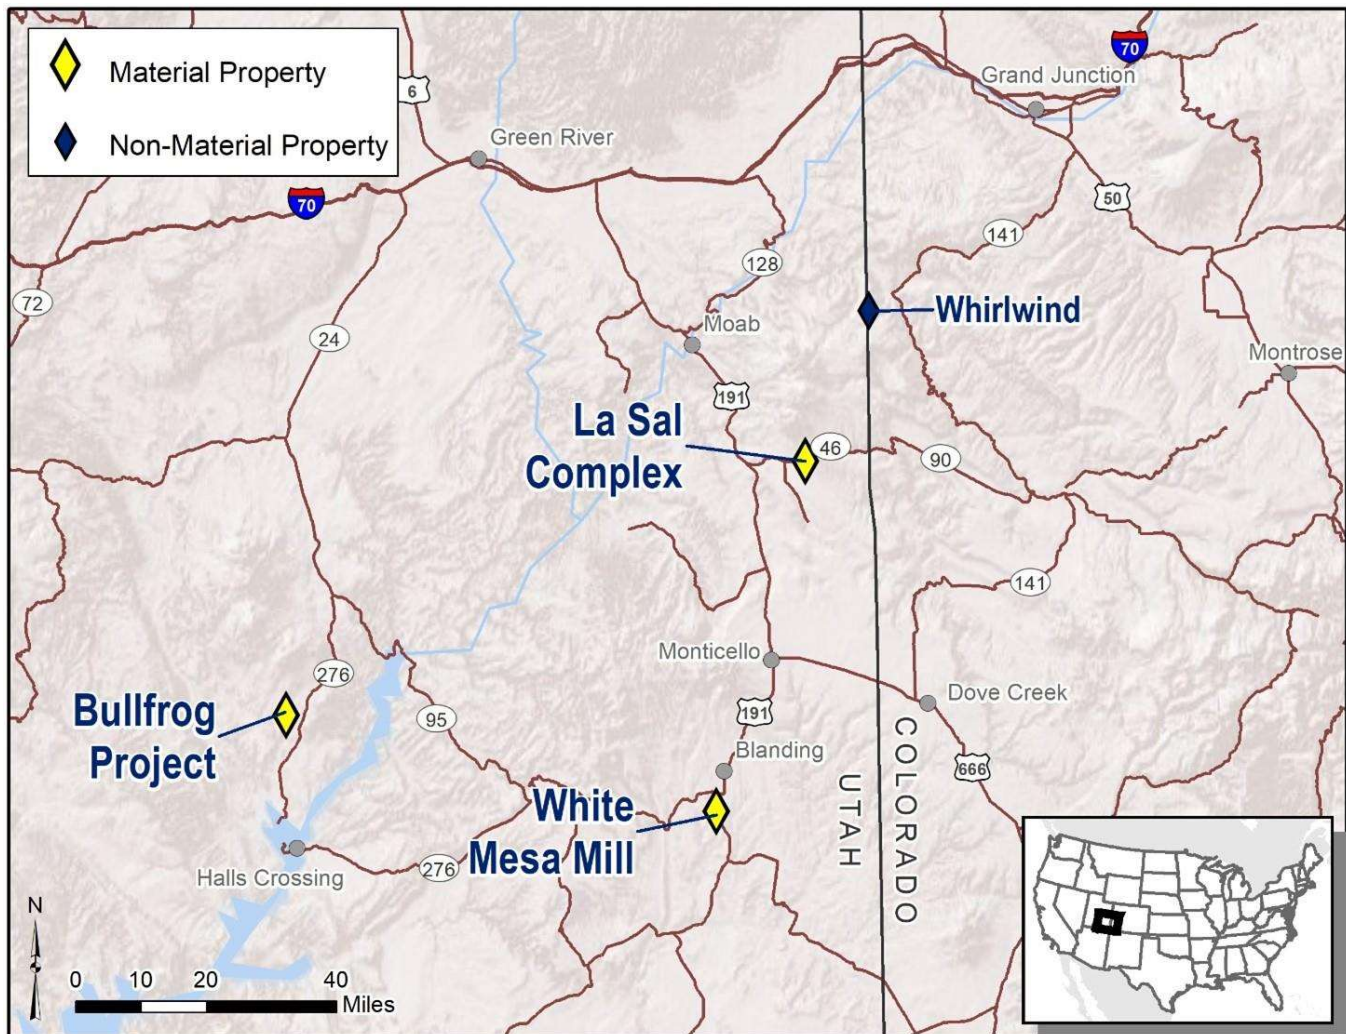 Material Property
Non-Material Property
6
70
Grand Junction
Green River
70
50
141
128
72
Whirlwind
24
Moab
Montrose
191
La Sal
Complex
46
90
141
Monticello
276
Dove Creek
Bullfrog
Project
95
191
Blanding
666
UTAH
COLORADO
White
Mesa Mill
Halls Crossing
276
N
0 10 20 40
Miles